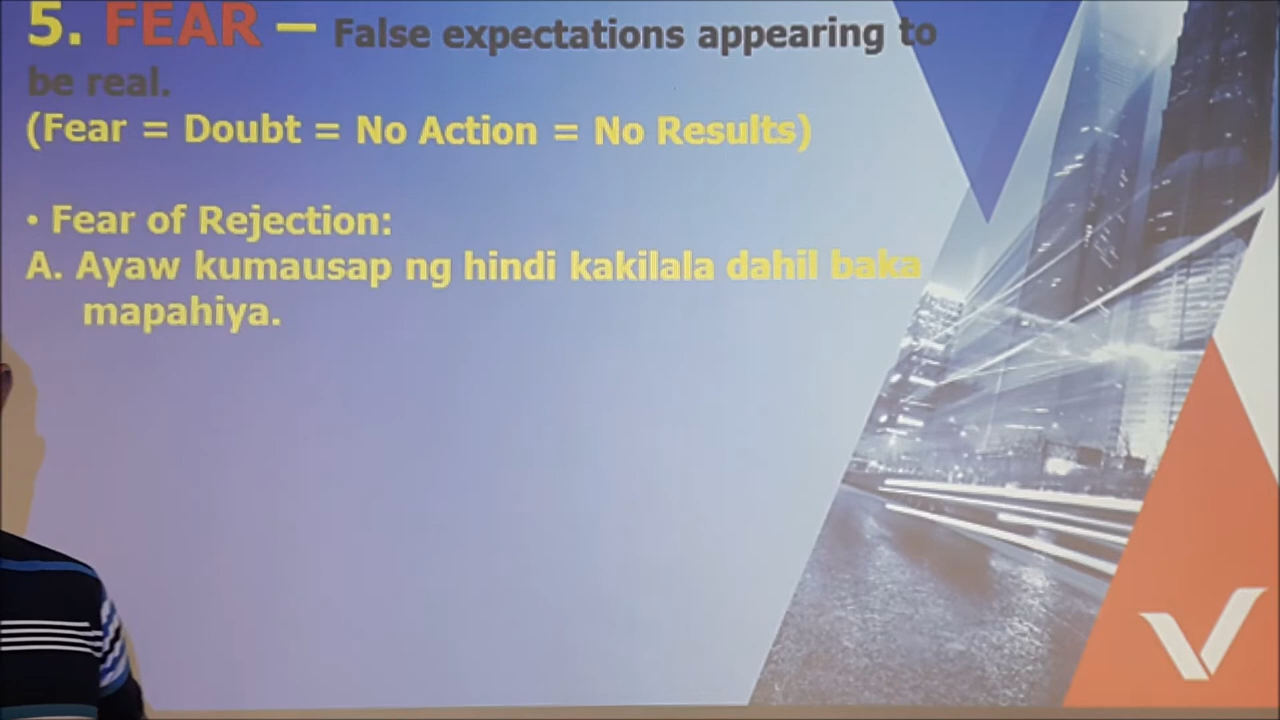 5. FEAR – False expectations appearing to
be real.
(Fear = Doubt = No Action = No Results)
• Fear of Rejection:
A. Ayaw kumausap ng hindi kakilala dahil baka
mapahiya.